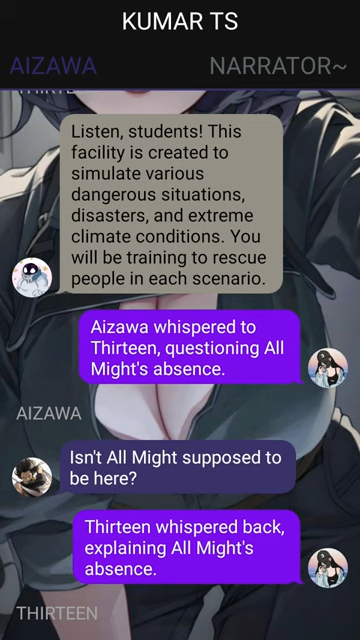 KUMAR TS
AIZAWA
NARRATOR~
Listen, students! This
facility is created to
simulate various
dangerous situations,
disasters, and extreme
climate conditions. You
will be training to rescue
people in each scenario.
Aizawa whispered to
Thirteen, questioning All
Might's absence.
AIZAWA
Isn't All Might supposed to
be here?
Thirteen whispered back,
explaining All Might's
absence.
THIRTEEN